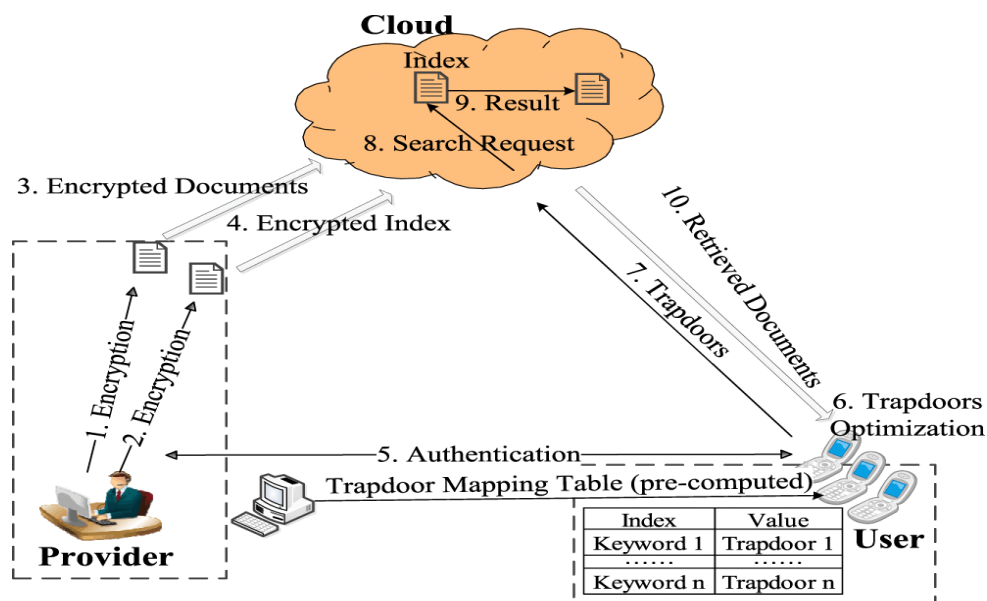 Cloud
Index
9. Result
8. Search Request
3. Encrypted Documents
4. Encrypted Index
10. Retrieved Documents
7. Trapdoors
1. Encryption
2. Encryption
6. Trapdoors
Optimization
5. Authentication
Trapdoor Mapping Table (pre-computed)
Index Value
Keyword 1 Trapdoor 1
...... ......
Keyword n Trapdoor n
Provider
User